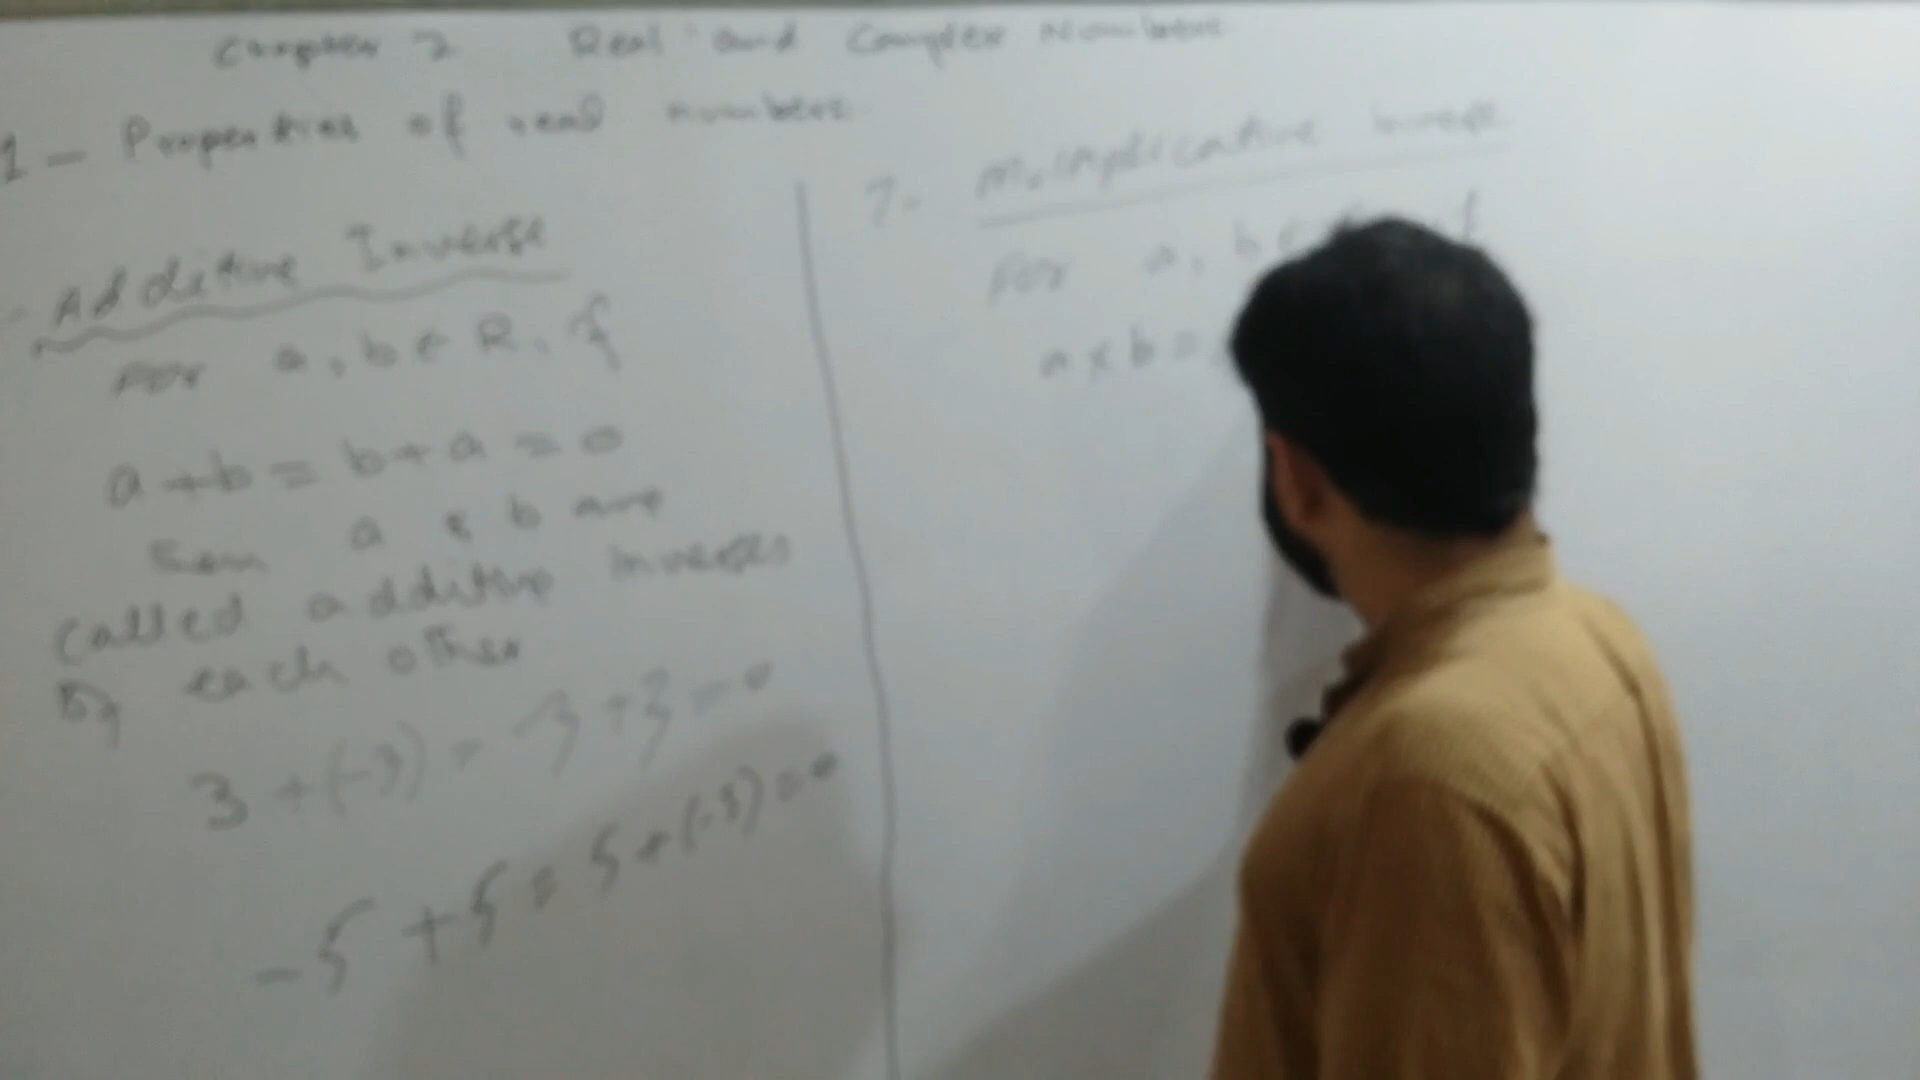 Chapter 2 Real and Complex Numbers
1 - Properties of real numbers
Additive Inverse
For a, b ∈ R, if
a + b = b + a = 0
then a & b are
called additive inverses
of each other
3 + (-3) = -3 + 3 = 0
-5 + 5 = 5 + (-5) = 0
7- Multiplicative Inverse
For a, b ∈ if
a × b =